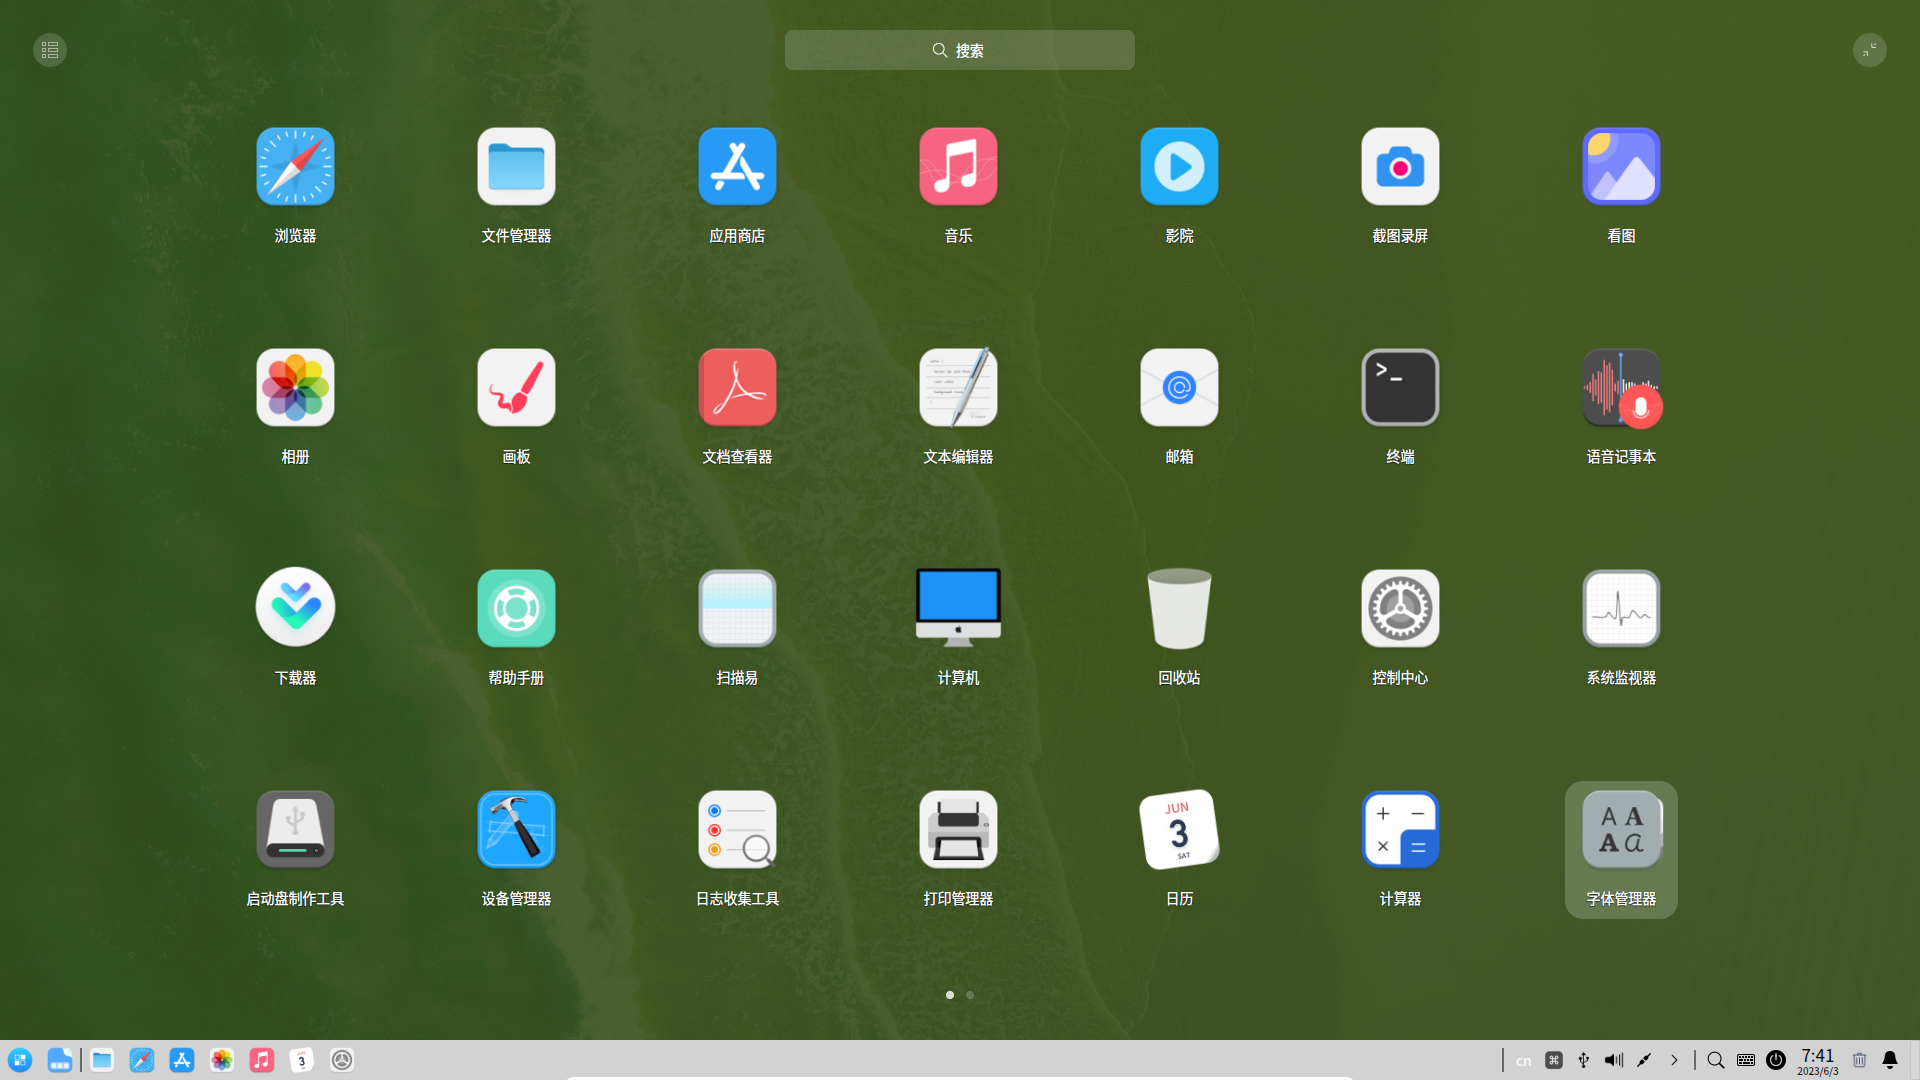 搜索
浏览器
文件管理器
应用商店
音乐
影院
截图录屏
看图
相册
画板
文档查看器
文本编辑器
邮箱
终端
语音记事本
下载器
帮助手册
扫描易
计算机
回收站
控制中心
系统监视器
JUN
3
SAT
A A
A a
启动盘制作工具
设备管理器
日志收集工具
打印管理器
日历
计算器
字体管理器
3
cn
7:41
2023/6/3